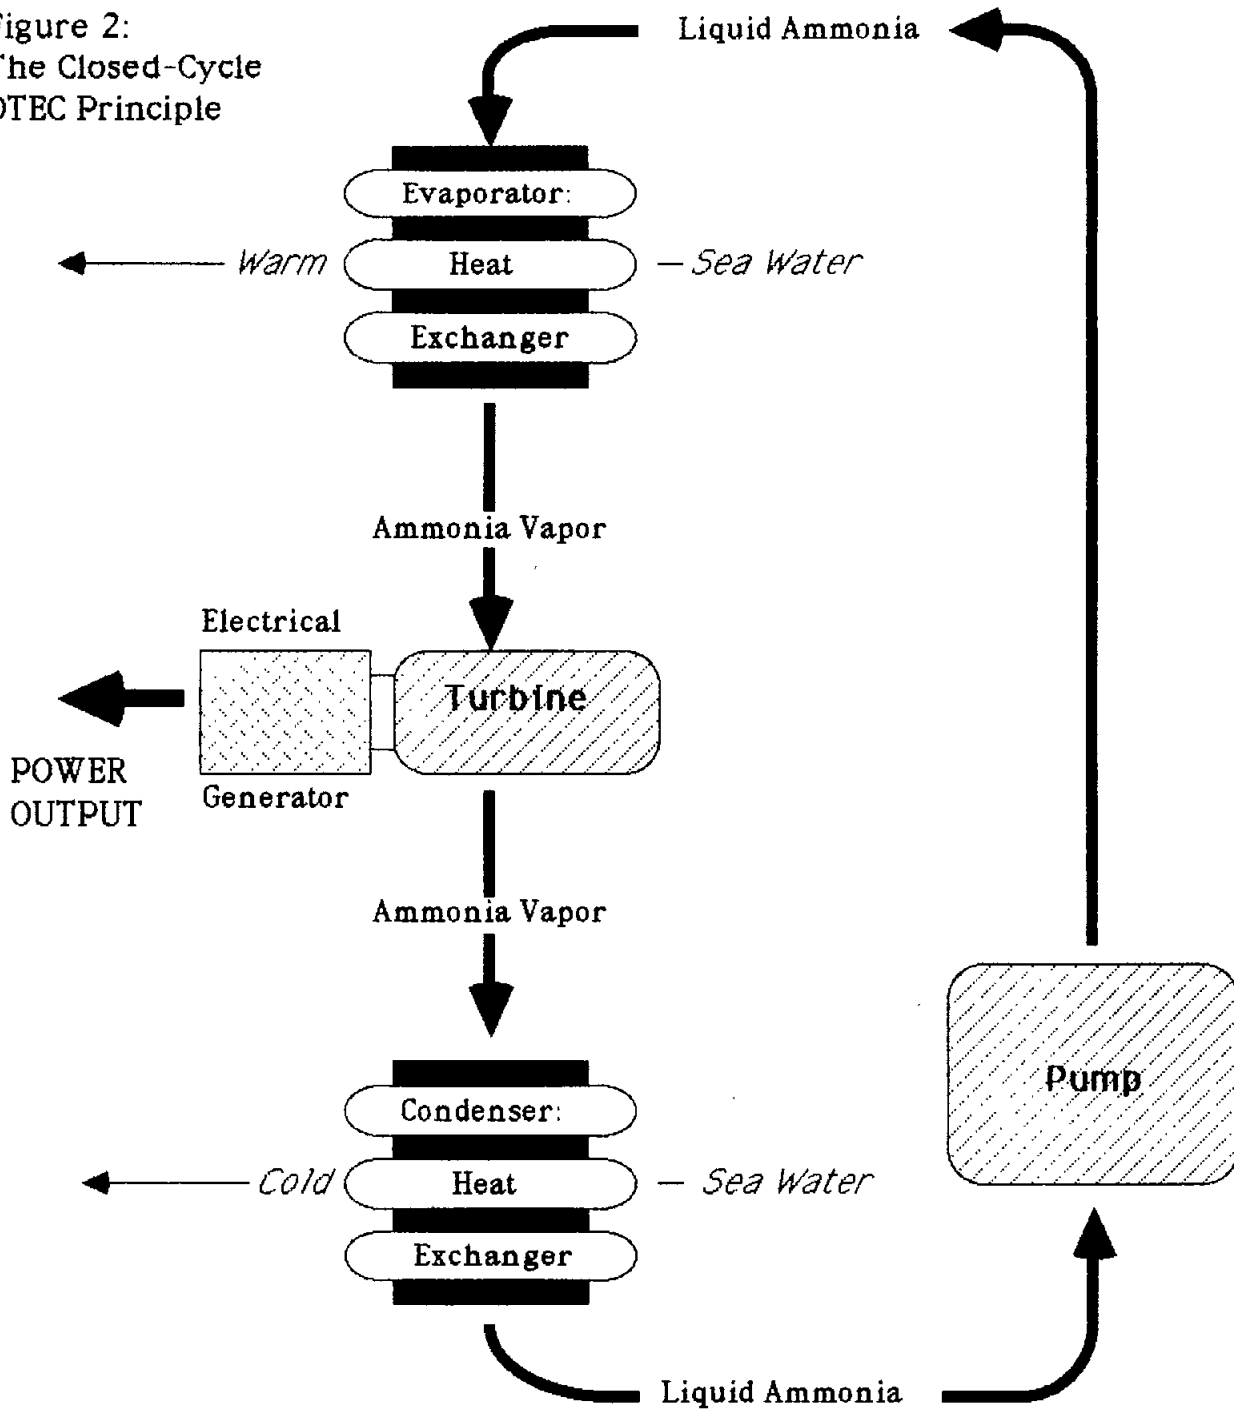 igure 2:
he Closed-Cycle
OTEC Principle
Liquid Ammonia
Evaporator:
Warm Heat — Sea Water
Exchanger
Ammonia Vapor
Electrical
Turbine
POWER
OUTPUT
Generator
Ammonia Vapor
Pump
Condenser:
Cold Heat — Sea Water
Exchanger
Liquid Ammonia